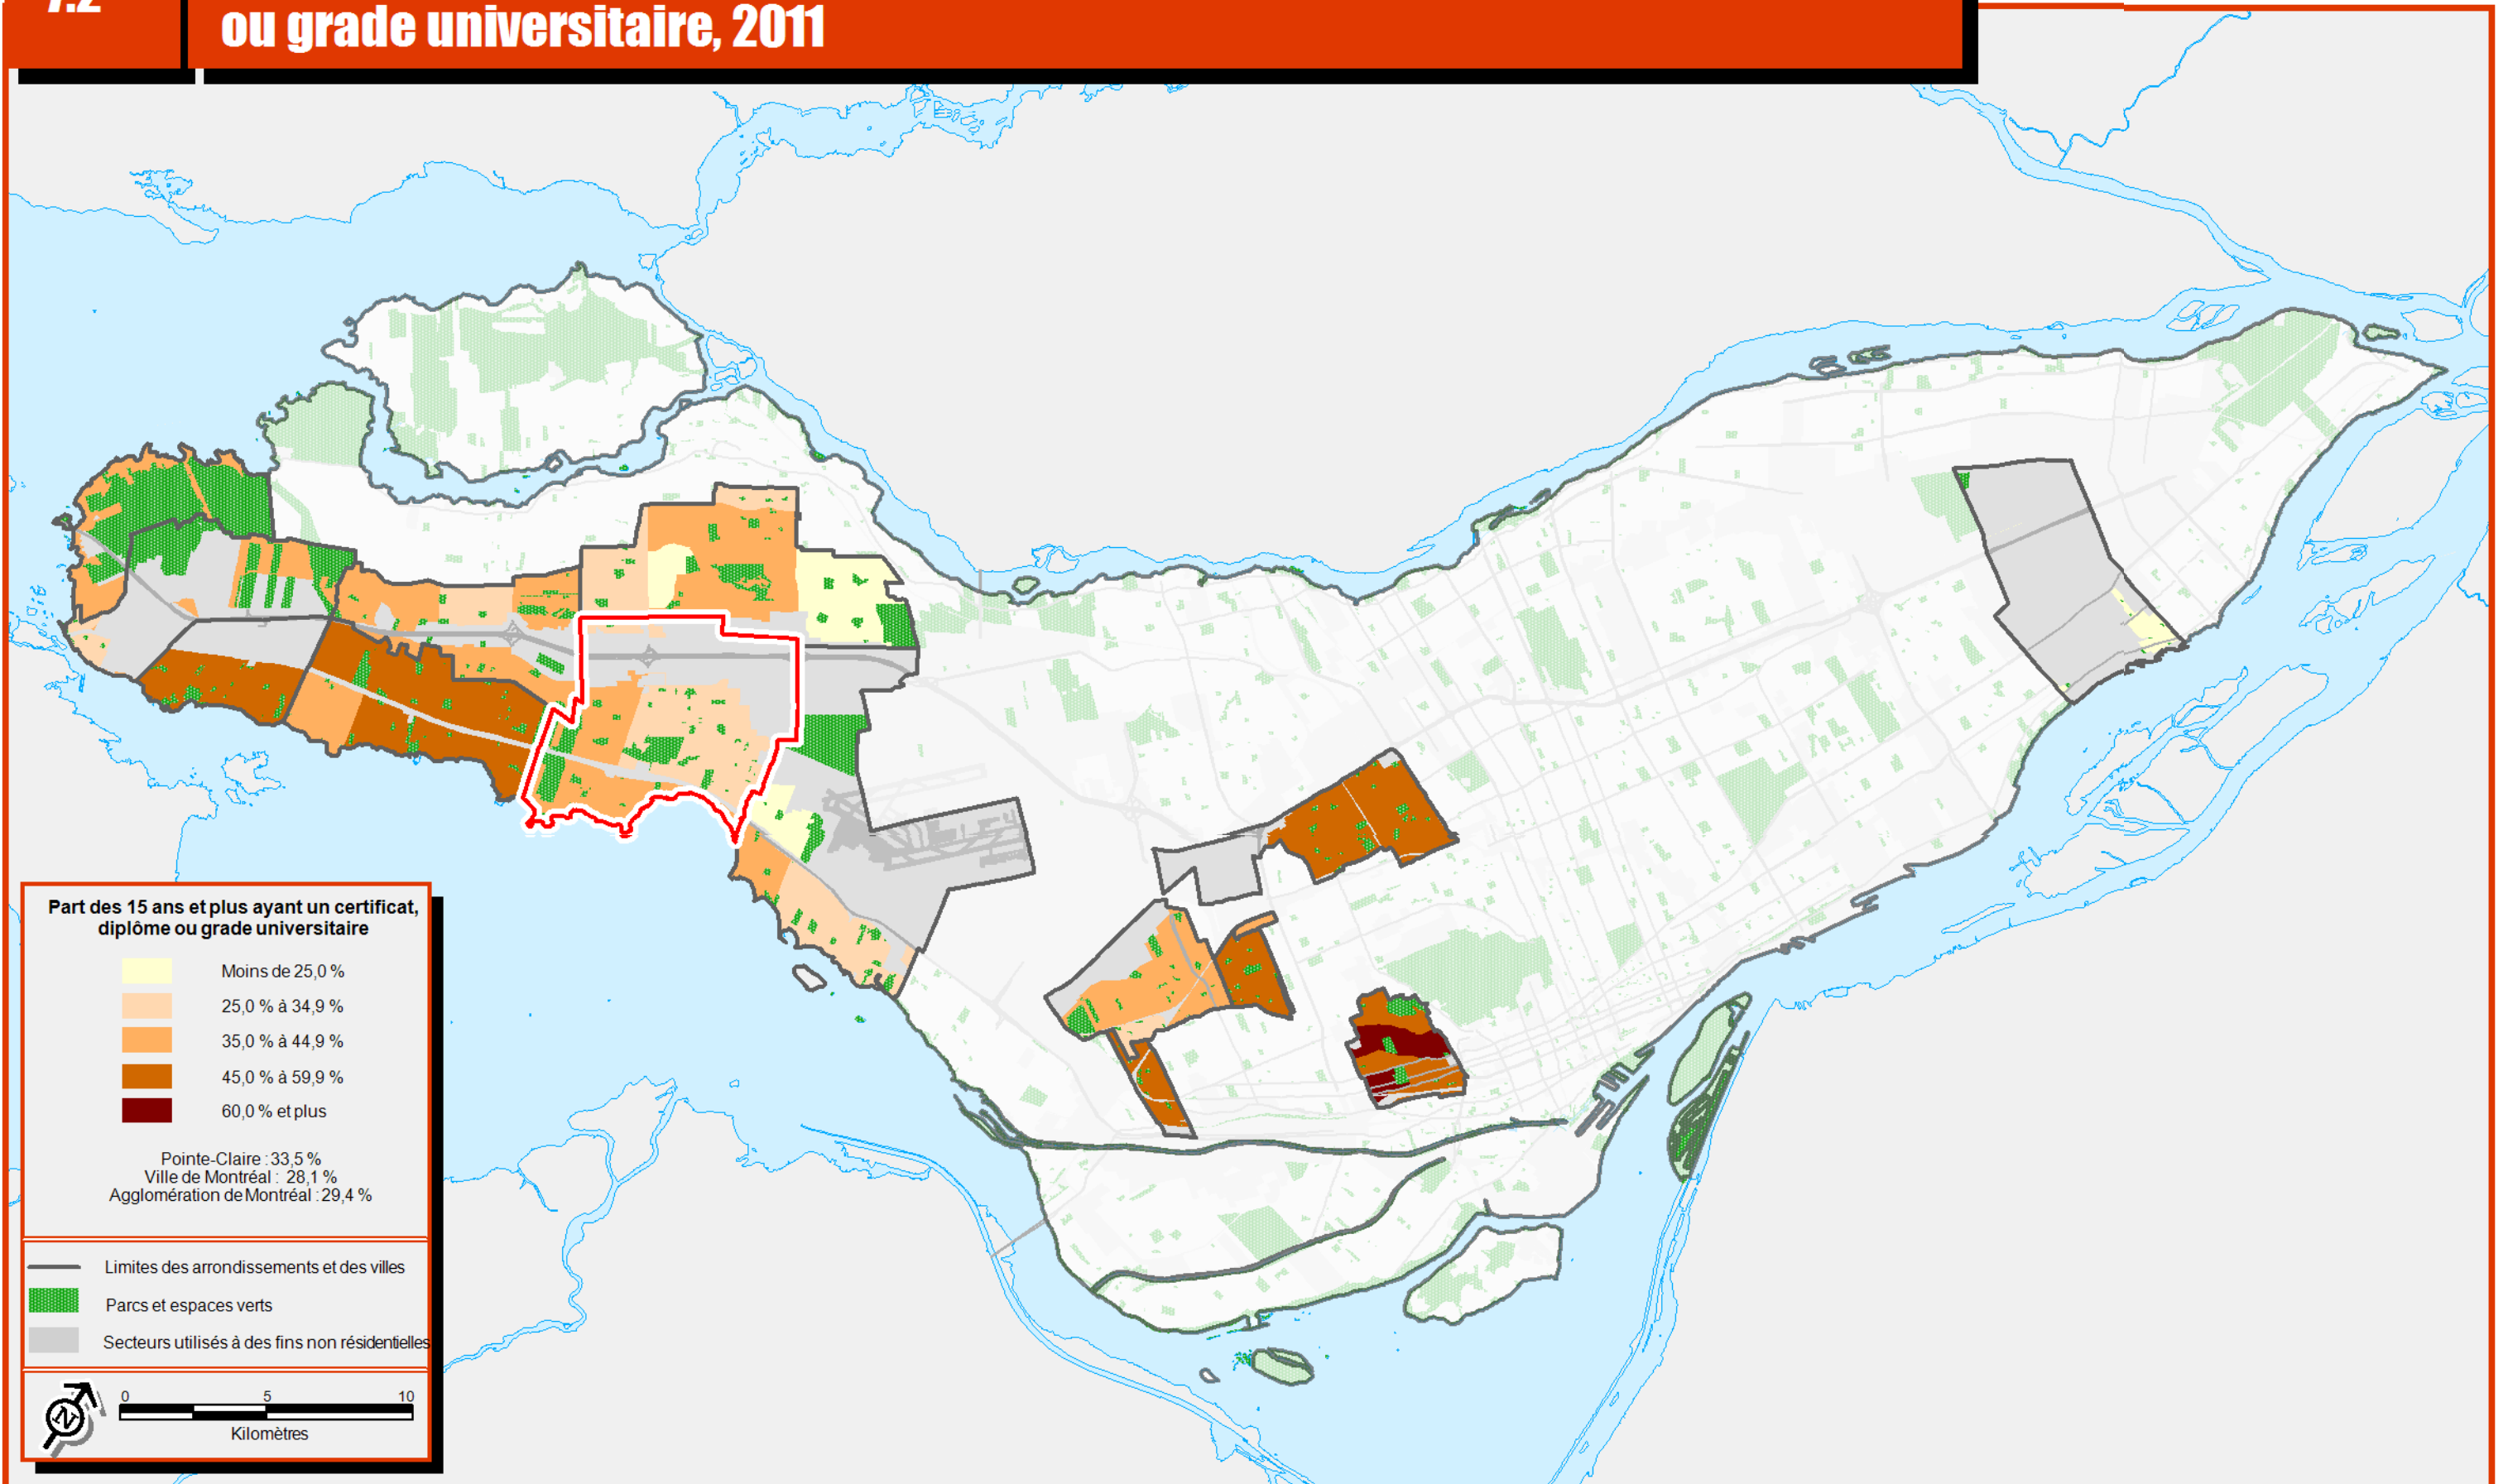 7.2
ou grade universitaire, 2011
Part des 15 ans et plus ayant un certificat,
diplôme ou grade universitaire
Moins de 25,0 %
25,0 % à 34,9 %
35,0 % à 44,9 %
45,0 % à 59,9 %
60,0 % et plus
Pointe-Claire : 33,5 %
Ville de Montréal : 28,1 %
Agglomération de Montréal : 29,4 %
Limites des arrondissements et des villes
Parcs et espaces verts
Secteurs utilisés à des fins non résidentielles
N
0 5 10
Kilomètres